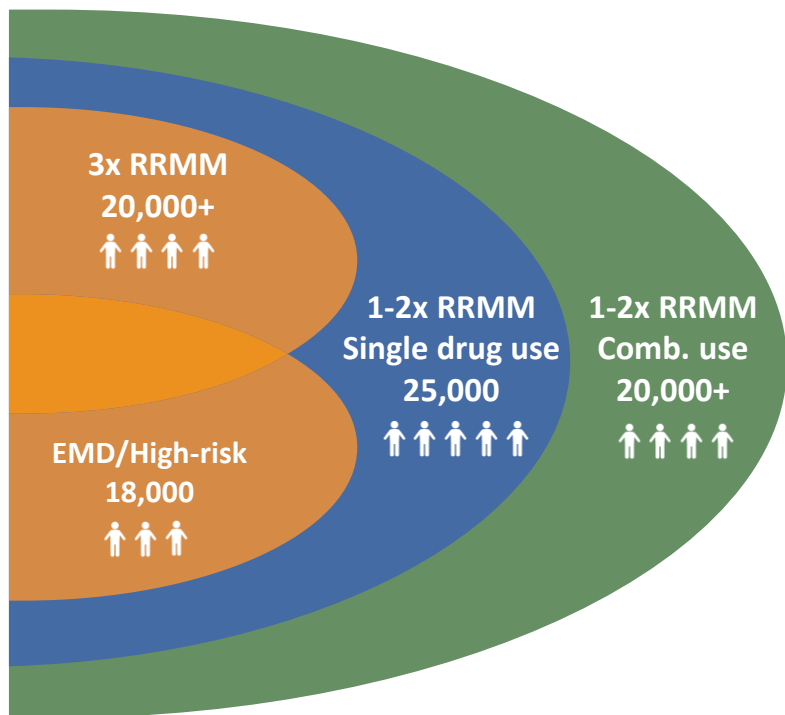 3x RRMM
20,000+
1-2x RRMM
Single drug use
25,000
1-2x RRMM
Comb. use
20,000+
EMD/High-risk
18,000